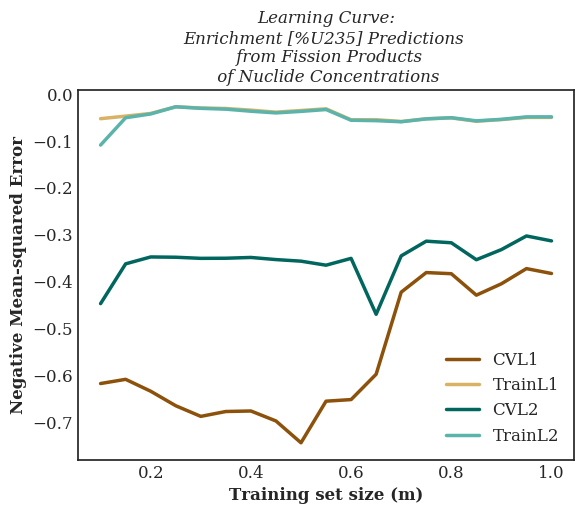 Learning Curve:
Enrichment [%U235] Predictions
from Fission Products
of Nuclide Concentrations
Negative Mean-squared Error
0.0
−0.1
−0.2
−0.3
−0.4
−0.5
−0.6
−0.7
CVL1
TrainL1
CVL2
TrainL2
0.2 0.4 0.6 0.8 1.0
Training set size (m)